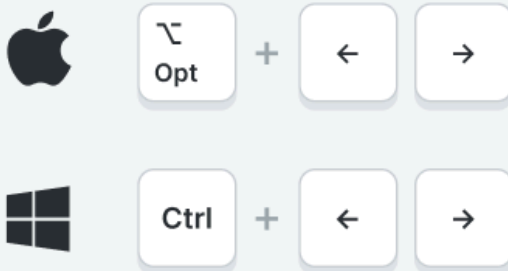 ⌥
Opt + ← →
Ctrl + ← →